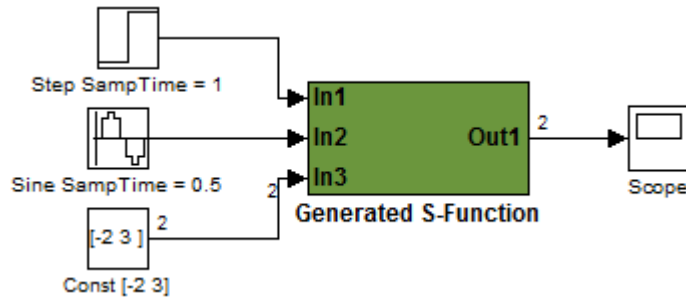 Step SampTime = 1
In1
In2
Out1
2
In3
Sine SampTime = 0.5
2
Scope
Generated S-Function
[-2 3 ]
2
Const [-2 3]